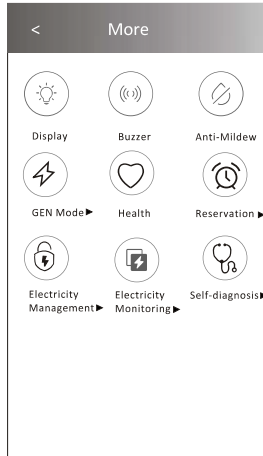 < More
Display Buzzer Anti-Mildew
GEN Mode▶ Health Reservation▶
Electricity Electricity Self-diagnosis▶
Management▶ Monitoring▶